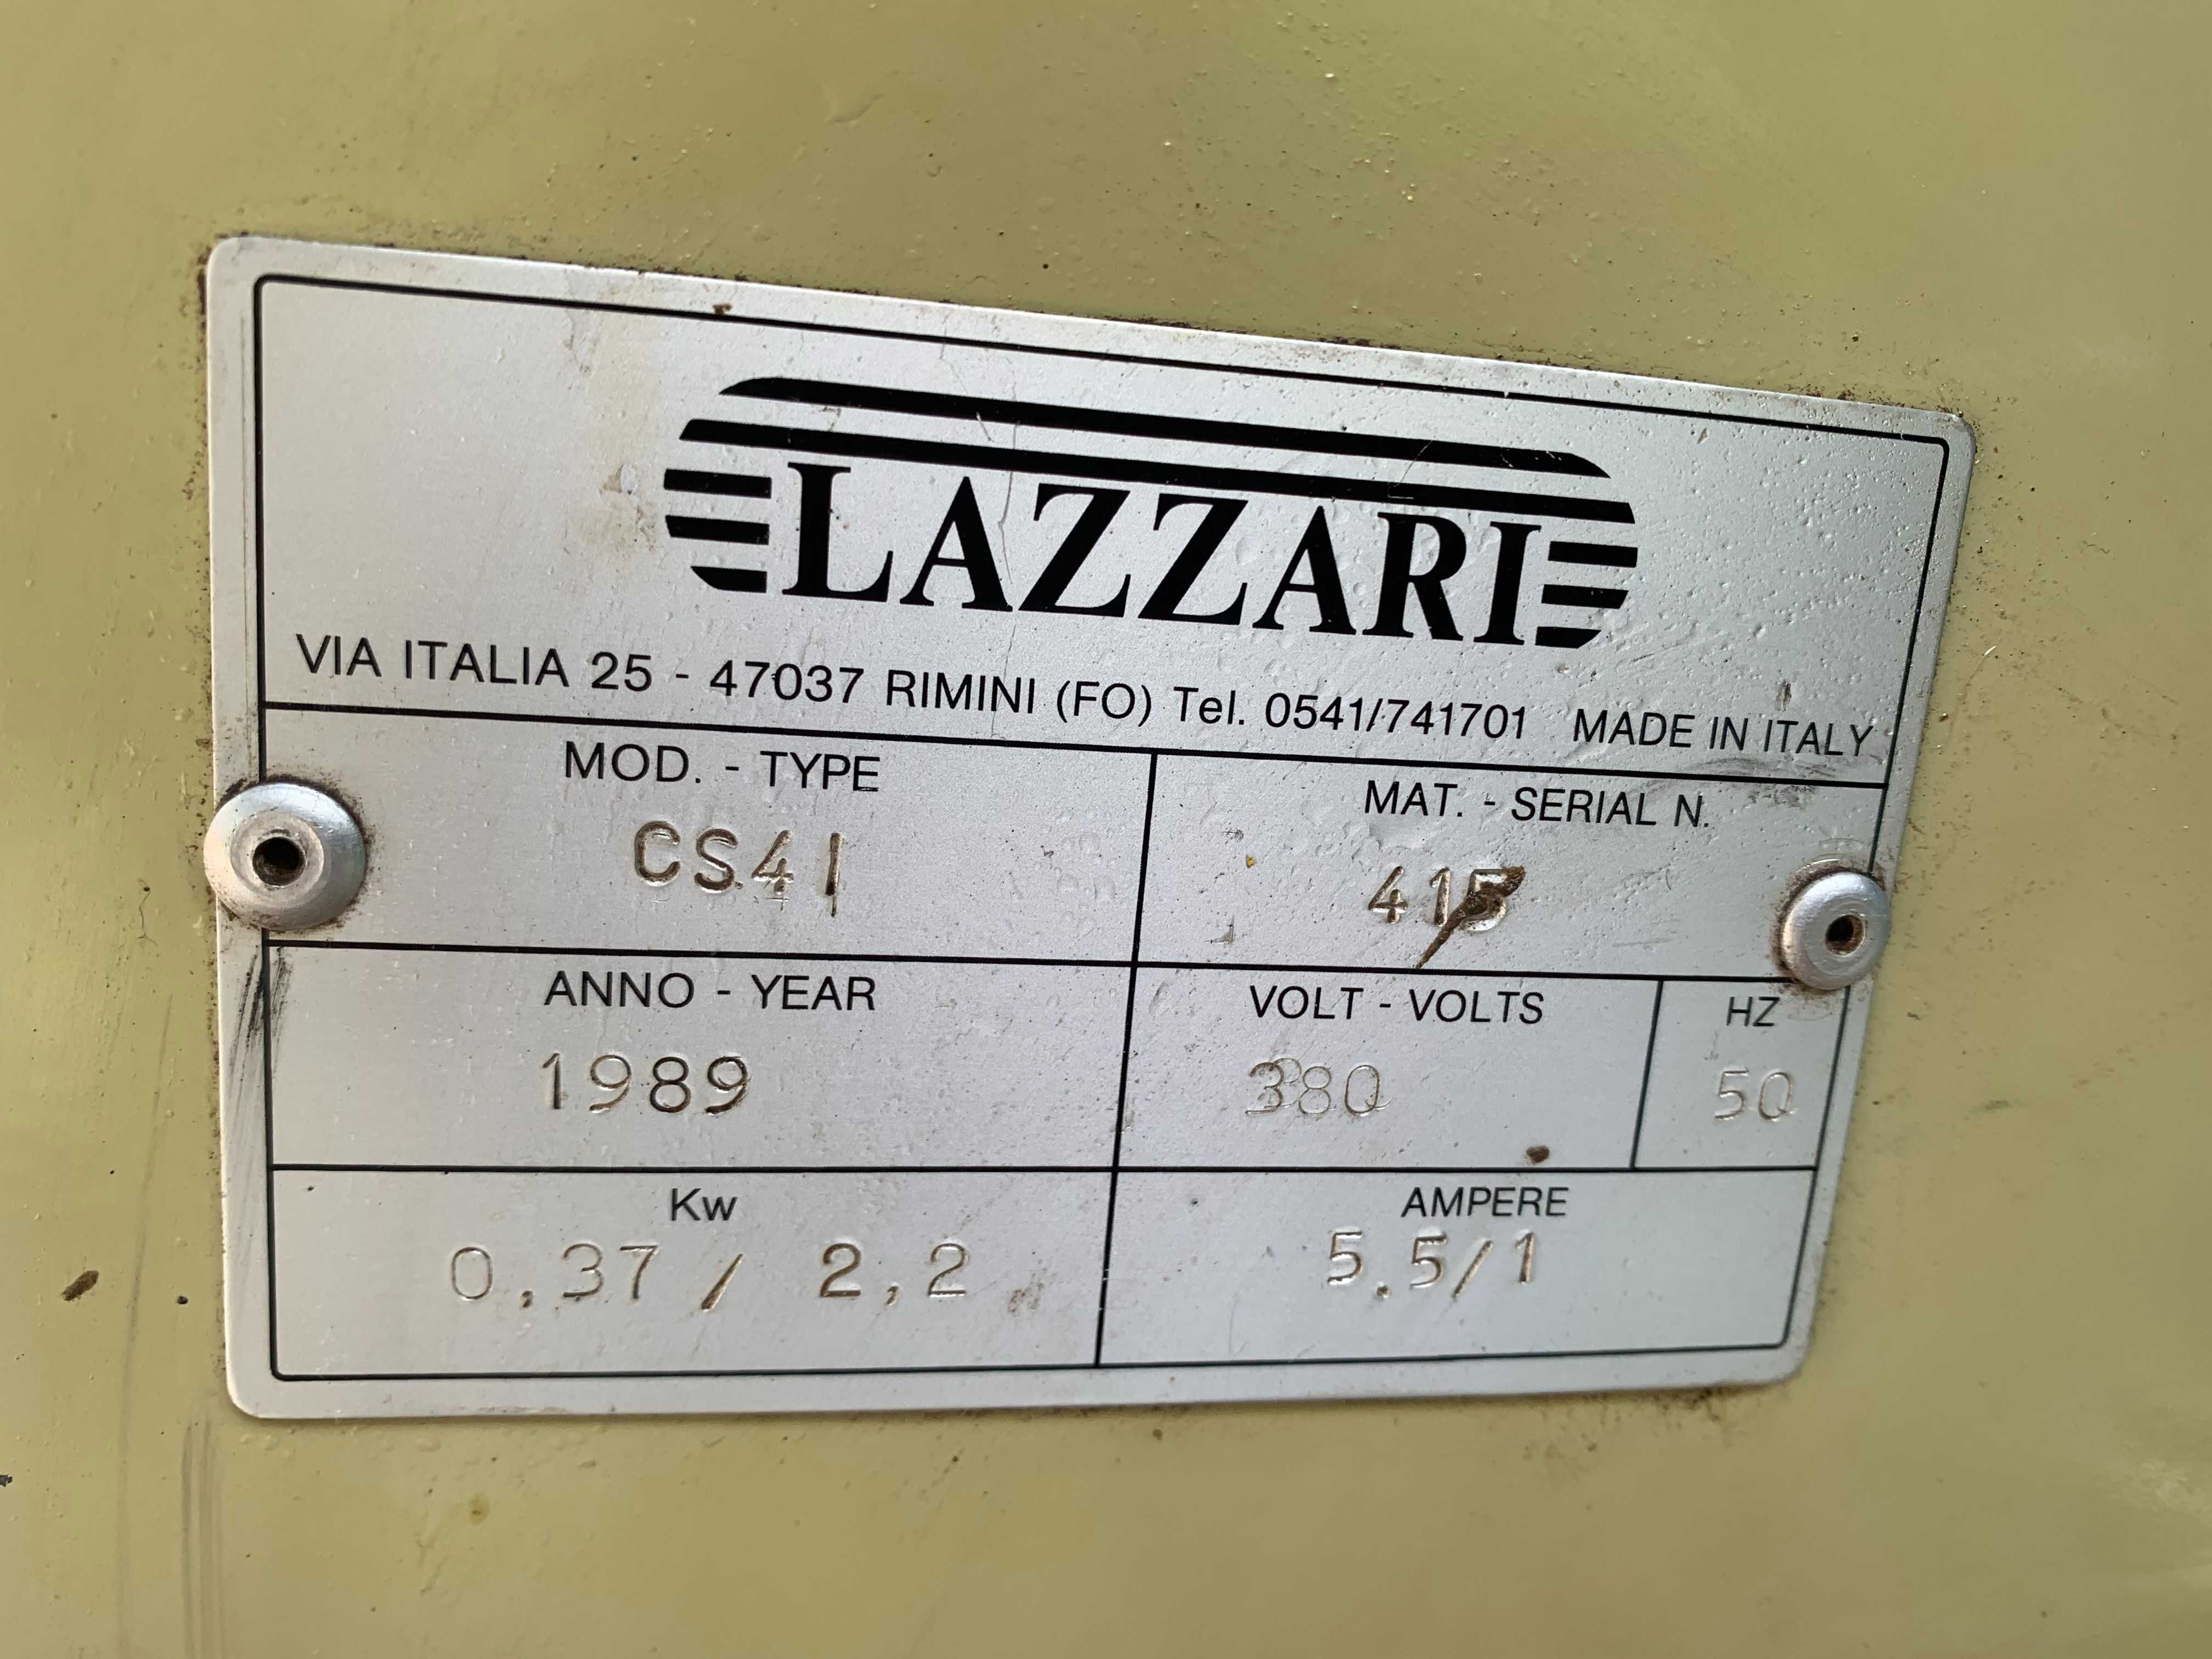 LAZZARI
VIA ITALIA 25 - 47037 RIMINI (FO) Tel. 0541/741701 MADE IN ITALY
MOD. - TYPE
MAT. - SERIAL N.
CS41
415
ANNO - YEAR
VOLT - VOLTS
HZ
1989
380
50
Kw
AMPERE
0,37 / 2,2
5.5/1